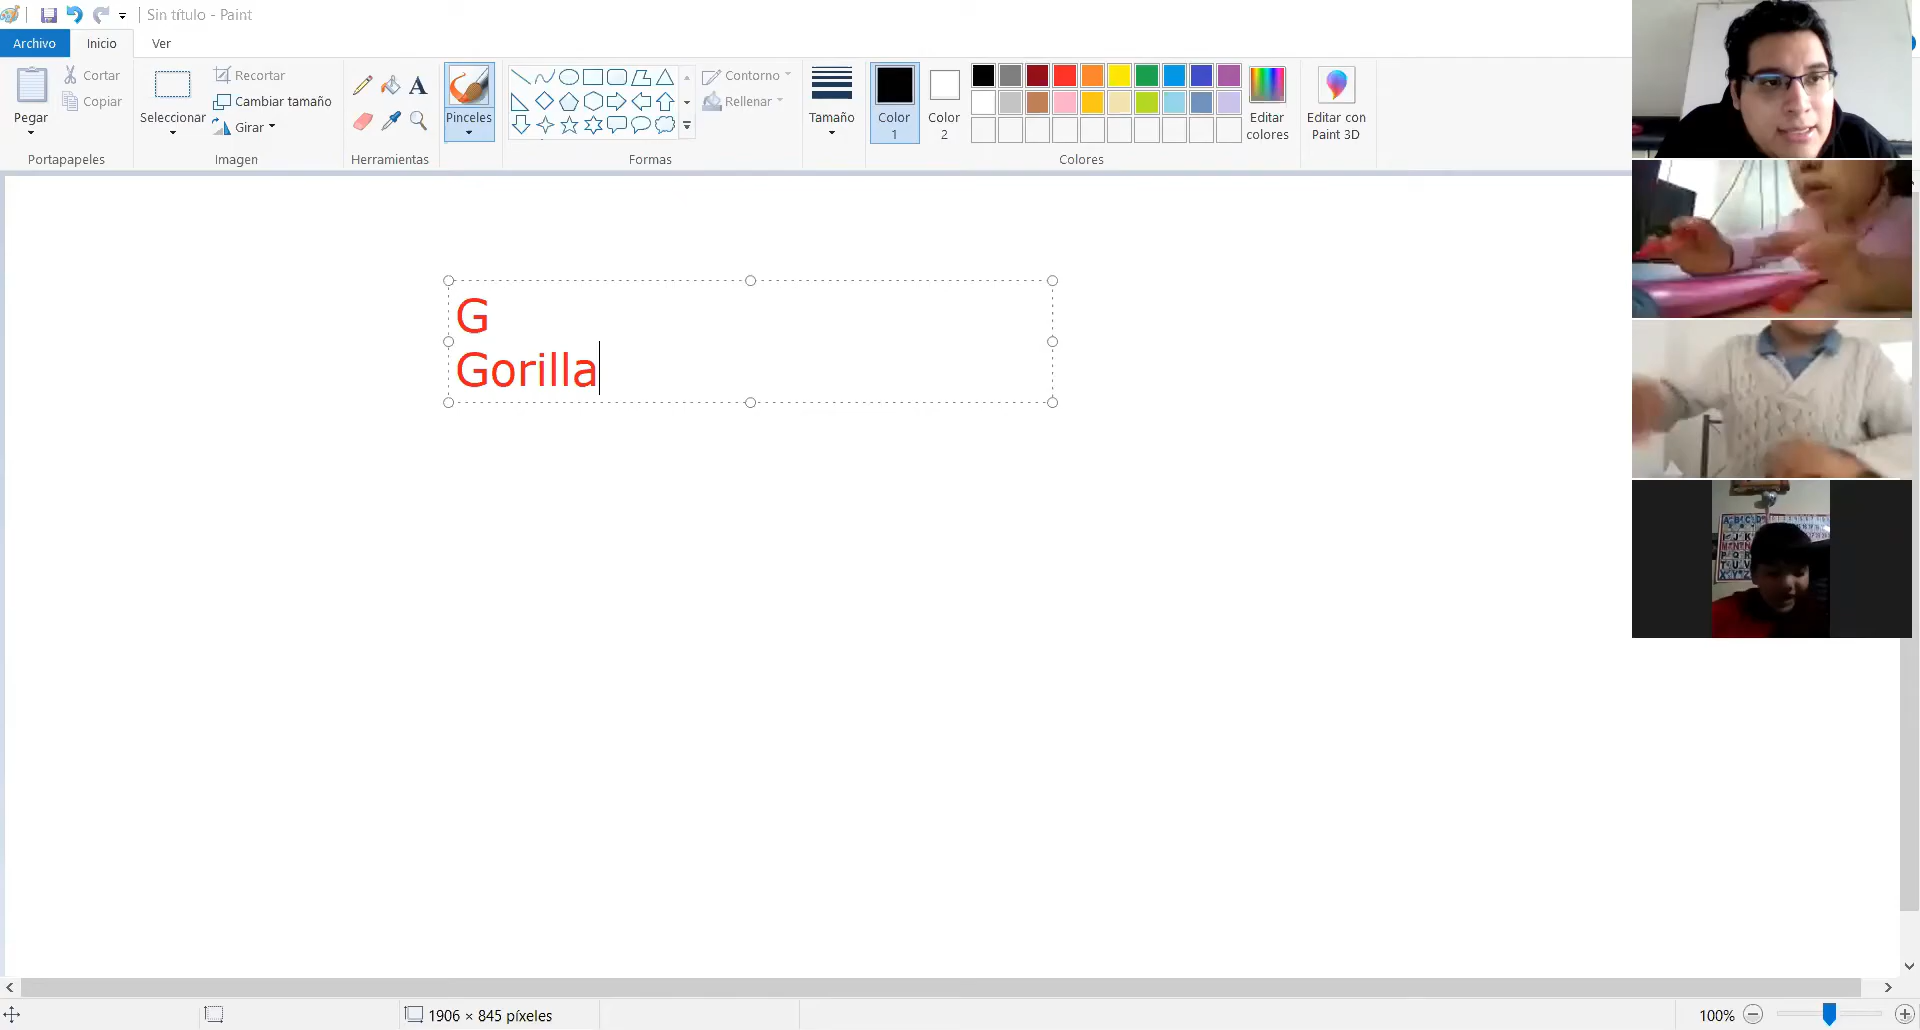 Sin título - Paint
Archivo
Inicio
Ver
Pegar
Cortar
Copiar
Portapapeles
Seleccionar
Recortar
Cambiar tamaño
Girar
Imagen
A
Herramientas
Pinceles
Contorno
Rellenar
Formas
Tamaño
Color
1
Color
2
Editar
colores
Colores
Editar con
Paint 3D
G
Gorilla
1906 × 845 píxeles
100%